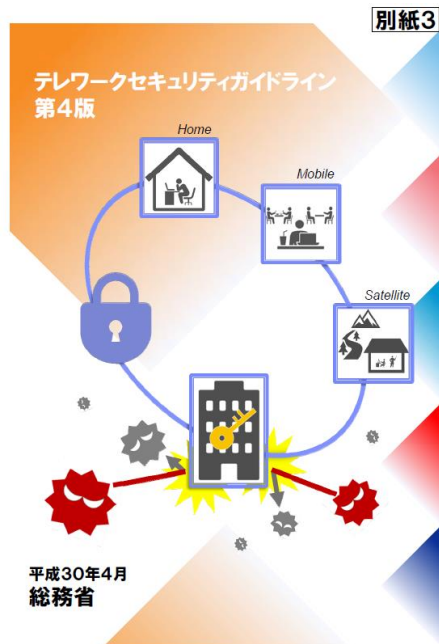 別紙3
テレワークセキュリティガイドライン
第4版
Home
Mobile
Satellite
平成30年4月
総務省